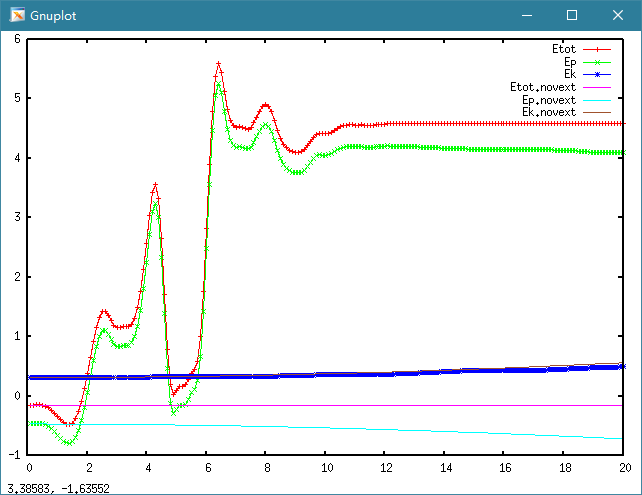 Gnuplot
6
5
4
3
2
1
0
-1
Etot
Ep
Ek
Etot.novext
Ep.novext
Ek.novext
0 2 4 6 8 10 12 14 16 18 20
3.38583, -1.63552